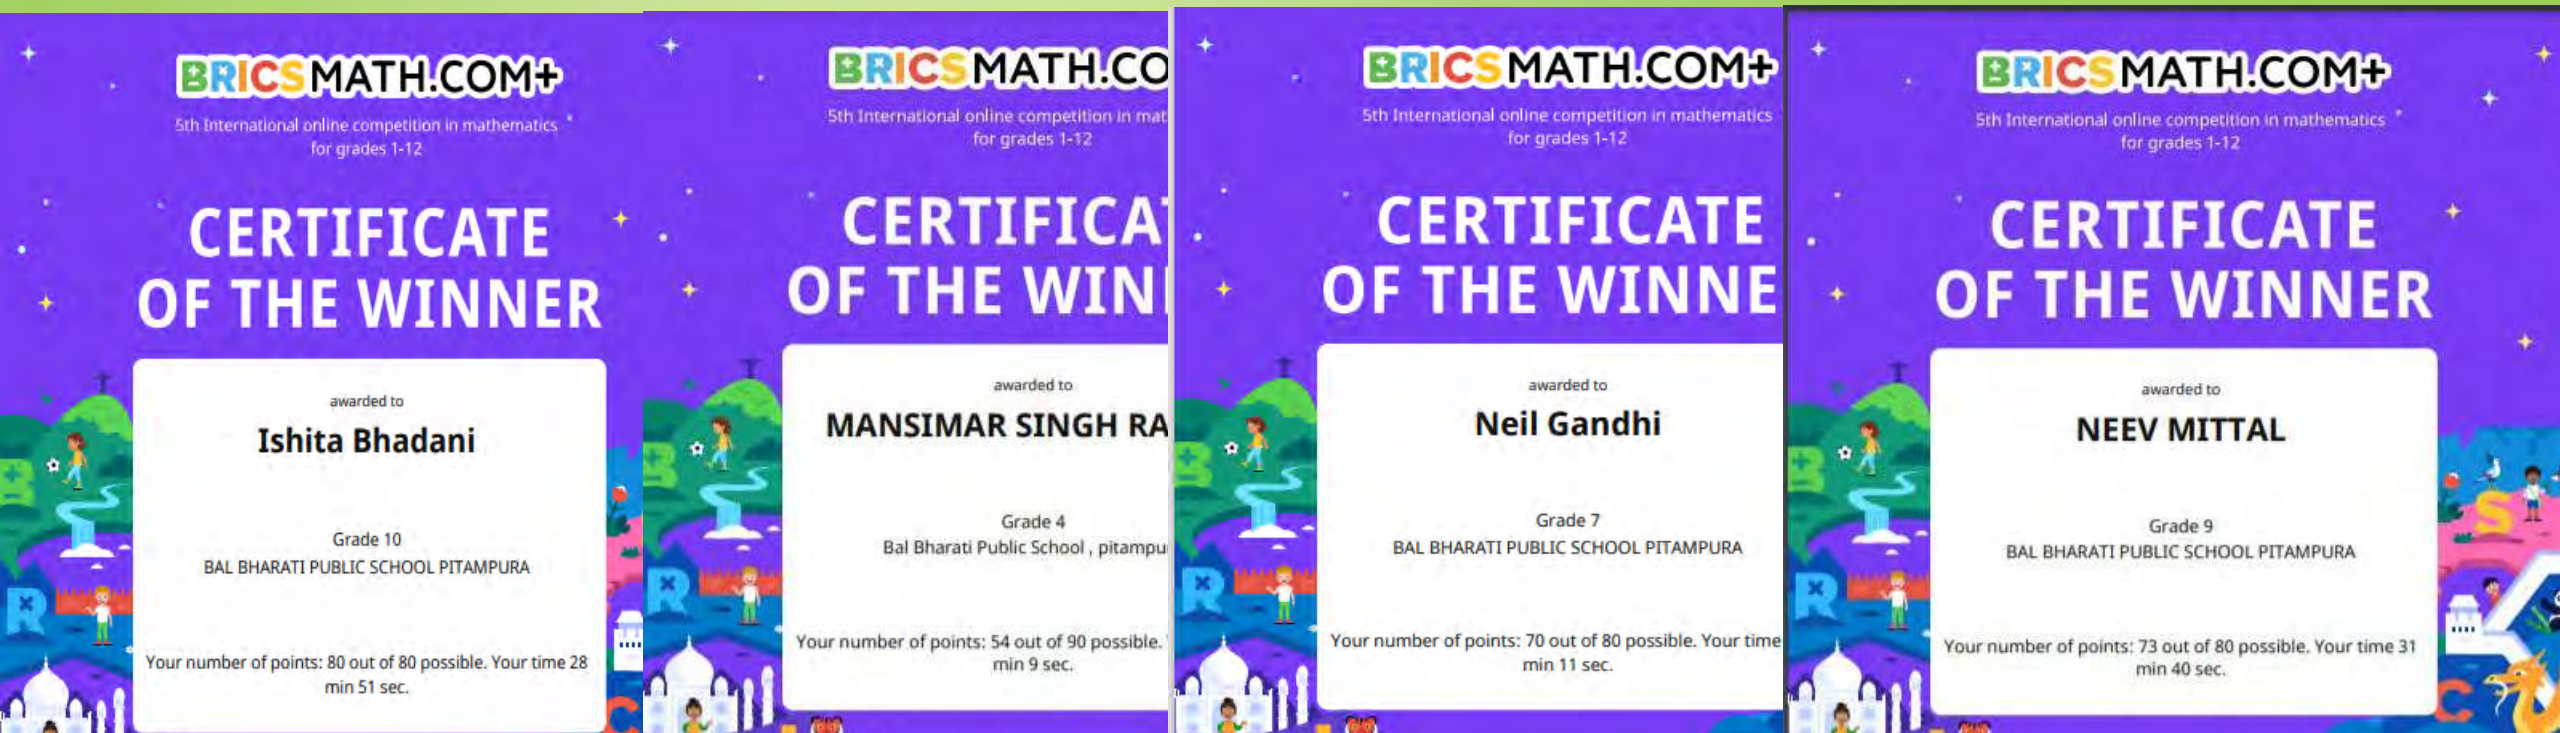 BRICSMATH.COM+
5th International online competition in mathematics
for grades 1-12
CERTIFICATE
OF THE WINNER
awarded to
Ishita Bhadani
Grade 10
BAL BHARATI PUBLIC SCHOOL PITAMPURA
Your number of points: 80 out of 80 possible. Your time 28
min 51 sec.
BRICSMATH.CO
5th International online competition in mat
for grades 1-12
CERTIFICA
OF THE WIN
awarded to
MANSIMAR SINGH RA
Grade 4
Bal Bharati Public School , pitampu
Your number of points: 54 out of 90 possible.
min 9 sec.
BRICSMATH.COM+
5th International online competition in mathematics
for grades 1-12
CERTIFICATE
OF THE WINNE
awarded to
Neil Gandhi
Grade 7
BAL BHARATI PUBLIC SCHOOL PITAMPURA
Your number of points: 70 out of 80 possible. Your time
min 11 sec.
BRICSMATH.COM+
5th International online competition in mathematics
for grades 1-12
CERTIFICATE
OF THE WINNER
awarded to
NEEV MITTAL
Grade 9
BAL BHARATI PUBLIC SCHOOL PITAMPURA
Your number of points: 73 out of 80 possible. Your time 31
min 40 sec.
B
R
C
B
R
B
R
B
R
S
C